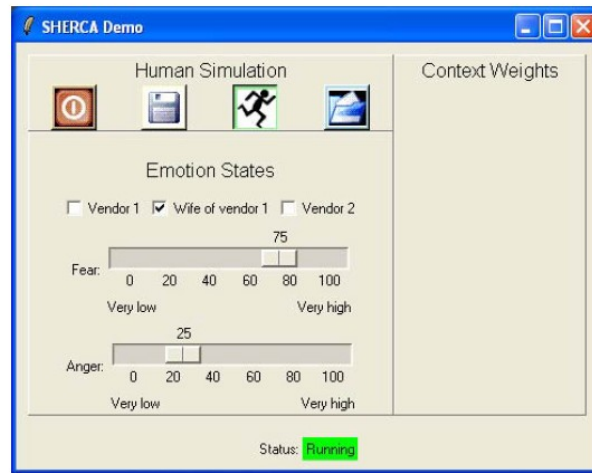 SHERCA Demo
Human Simulation
Context Weights
Emotion States
Vendor 1 Wife of vendor 1 Vendor 2
75
Fear:
0 20 40 60 80 100
Very low Very high
25
Anger:
0 20 40 60 80 100
Very low Very high
Status: Running